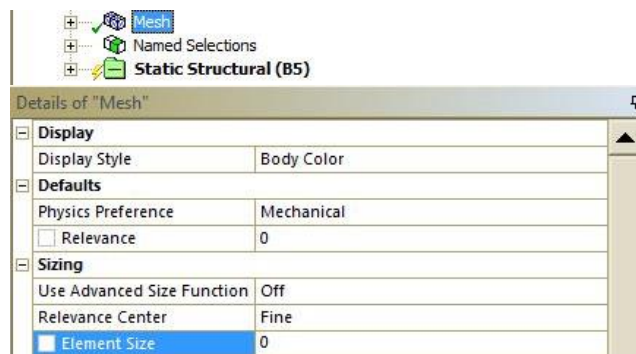 Mesh
Named Selections
Static Structural (B5)
Details of "Mesh"
Display
Display Style Body Color
Defaults
Physics Preference Mechanical
Relevance 0
Sizing
Use Advanced Size Function Off
Relevance Center Fine
Element Size 0